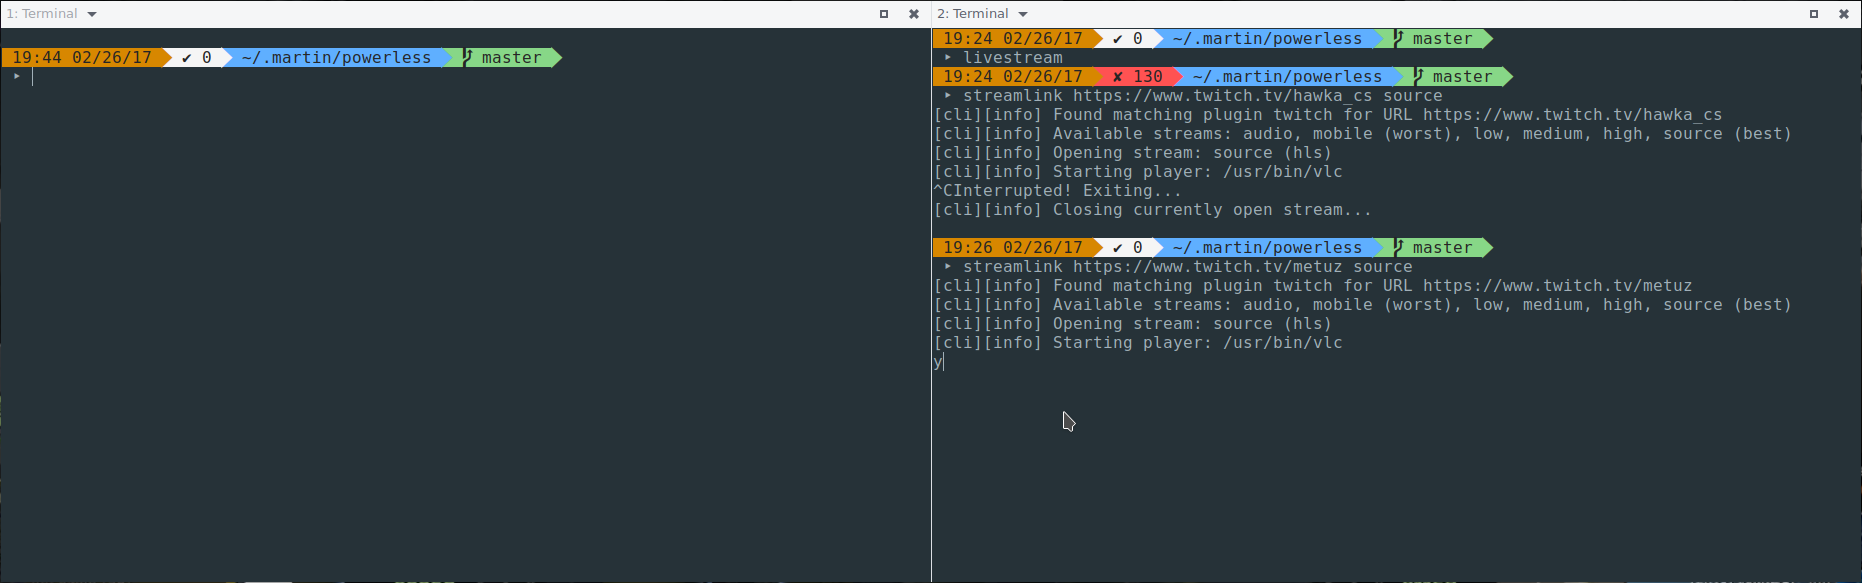 1: Terminal
19:44 02/26/17 ✔ 0 ~/.martin/powerless master
▸
2: Terminal
19:24 02/26/17 ✔ 0 ~/.martin/powerless master
▸ livestream
19:24 02/26/17 ✘ 130 ~/.martin/powerless master
▸ streamlink https://www.twitch.tv/hawka_cs source
[cli][info] Found matching plugin twitch for URL https://www.twitch.tv/hawka_cs
[cli][info] Available streams: audio, mobile (worst), low, medium, high, source (best)
[cli][info] Opening stream: source (hls)
[cli][info] Starting player: /usr/bin/vlc
^CInterrupted! Exiting...
[cli][info] Closing currently open stream...
19:26 02/26/17 ✔ 0 ~/.martin/powerless master
▸ streamlink https://www.twitch.tv/metuz source
[cli][info] Found matching plugin twitch for URL https://www.twitch.tv/metuz
[cli][info] Available streams: audio, mobile (worst), low, medium, high, source (best)
[cli][info] Opening stream: source (hls)
[cli][info] Starting player: /usr/bin/vlc
y